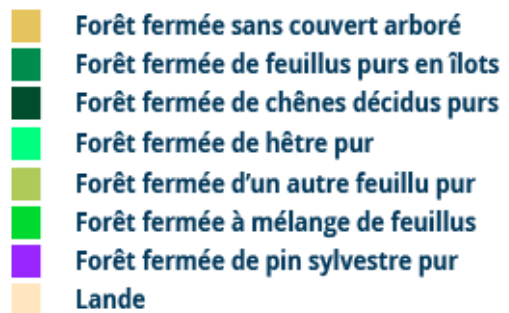 Forêt fermée sans couvert arboré
Forêt fermée de feuillus purs en îlots
Forêt fermée de chênes décidus purs
Forêt fermée de hêtre pur
Forêt fermée d’un autre feuillu pur
Forêt fermée à mélange de feuillus
Forêt fermée de pin sylvestre pur
Lande